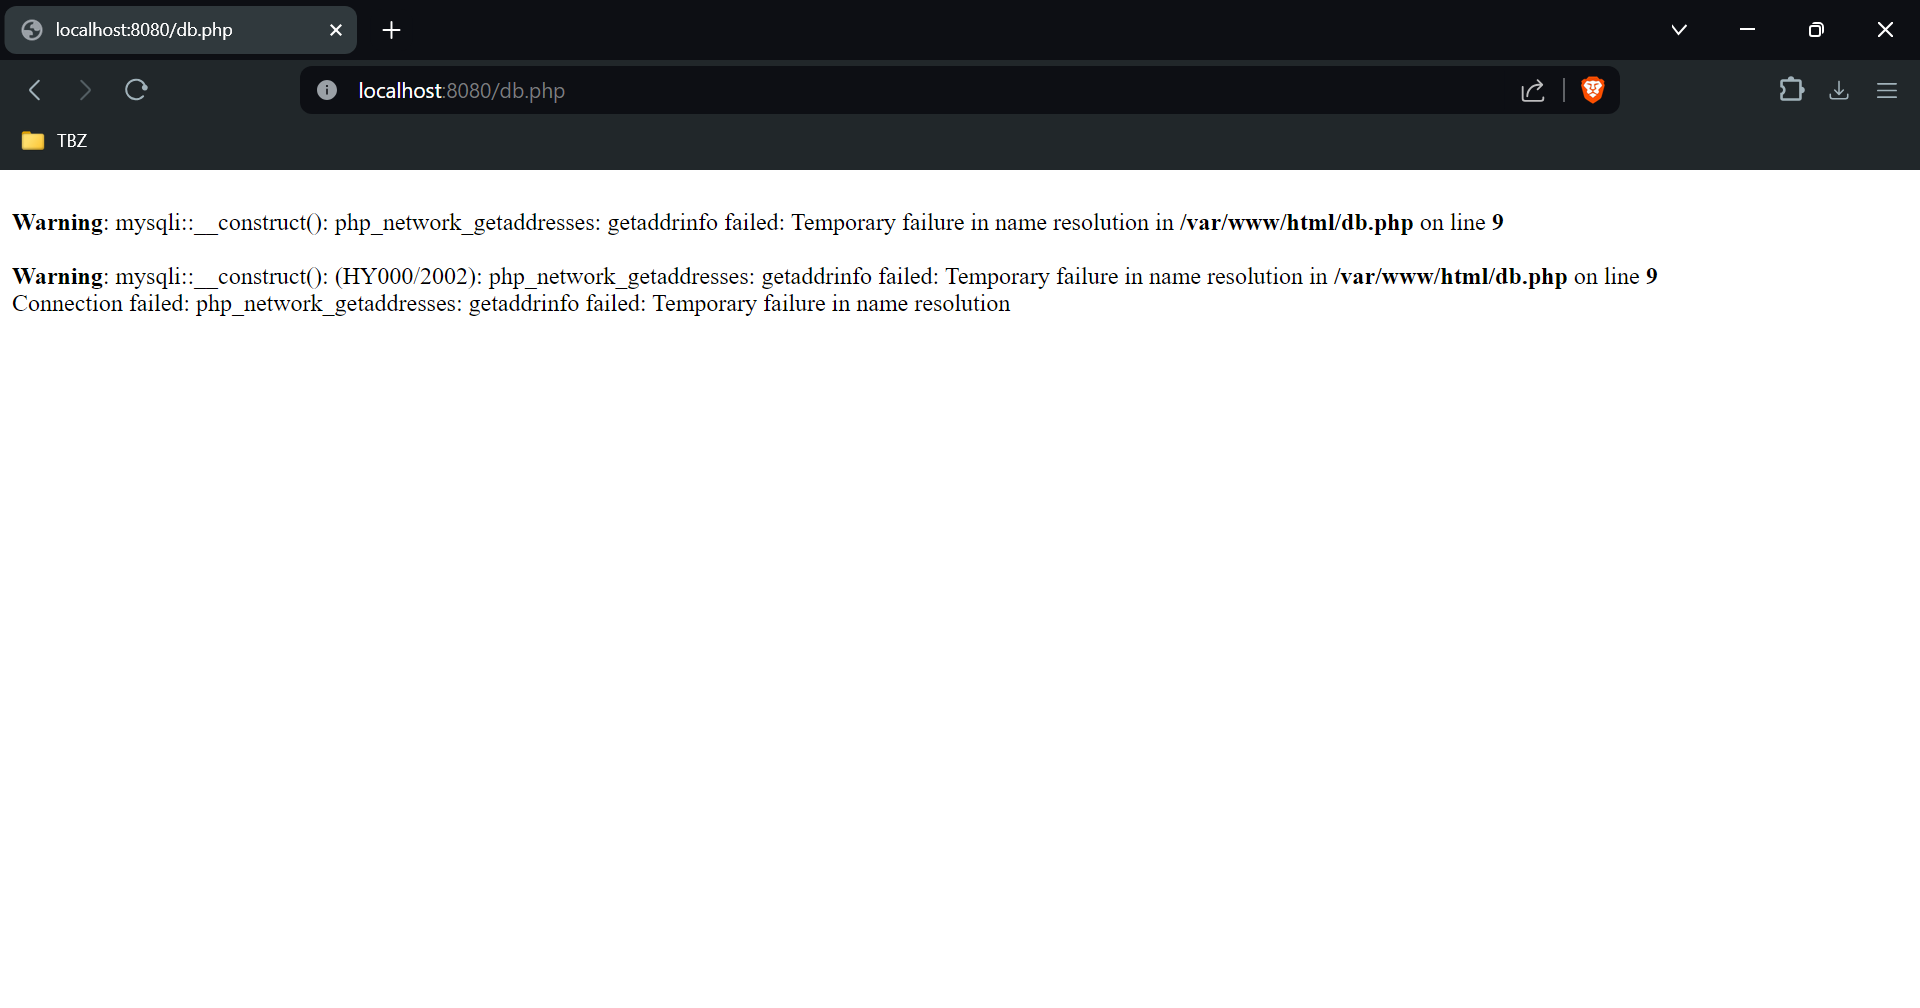 localhost:8080/db.php
localhost:8080/db.php
TBZ
Warning: mysqli::__construct(): php_network_getaddresses: getaddrinfo failed: Temporary failure in name resolution in /var/www/html/db.php on line 9
Warning: mysqli::__construct(): (HY000/2002): php_network_getaddresses: getaddrinfo failed: Temporary failure in name resolution in /var/www/html/db.php on line 9
Connection failed: php_network_getaddresses: getaddrinfo failed: Temporary failure in name resolution